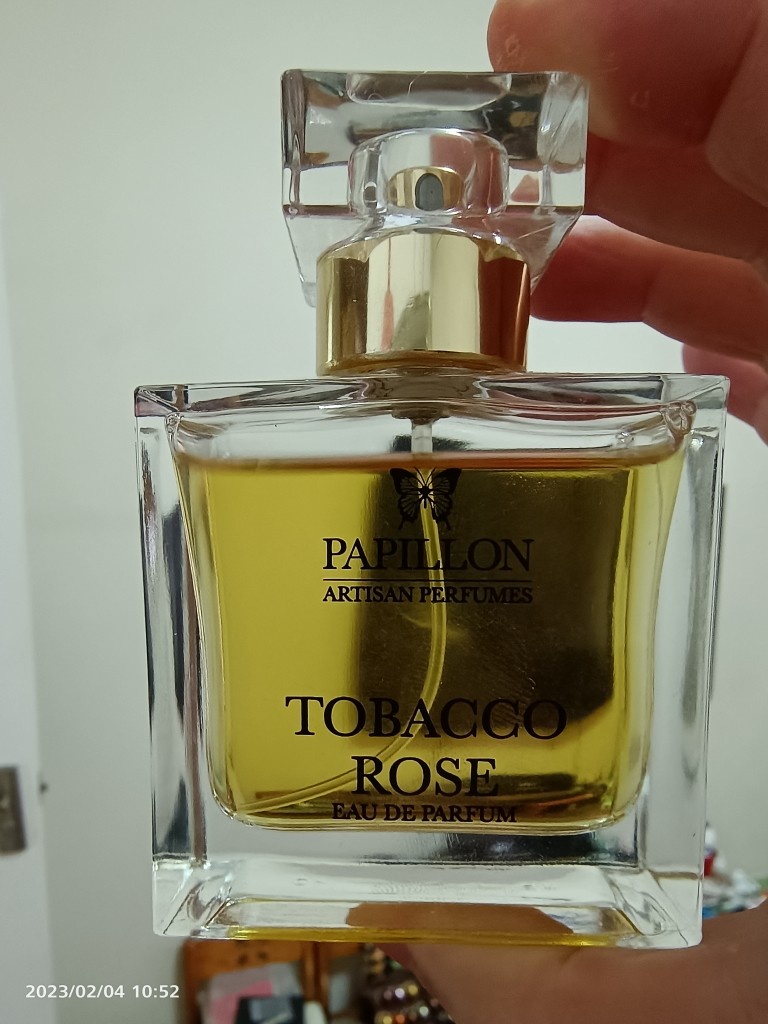 PAPILLON
ARTISAN PERFUMES
TOBACCO
ROSE
EAU DE PARFUM
2023/02/04 10:52